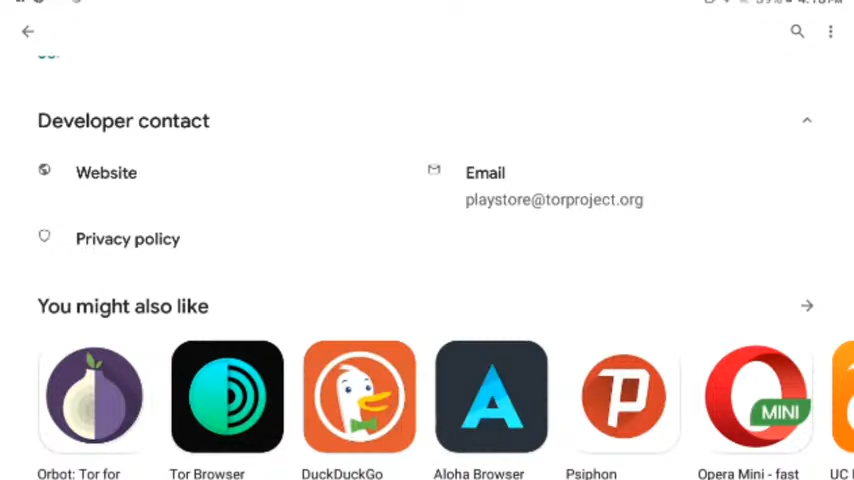 Developer contact
Website
Email
playstore@torproject.org
Privacy policy
You might also like
MINI
Orbot: Tor for
Tor Browser
DuckDuckGo
Aloha Browser
Psiphon
Opera Mini - fast
UC